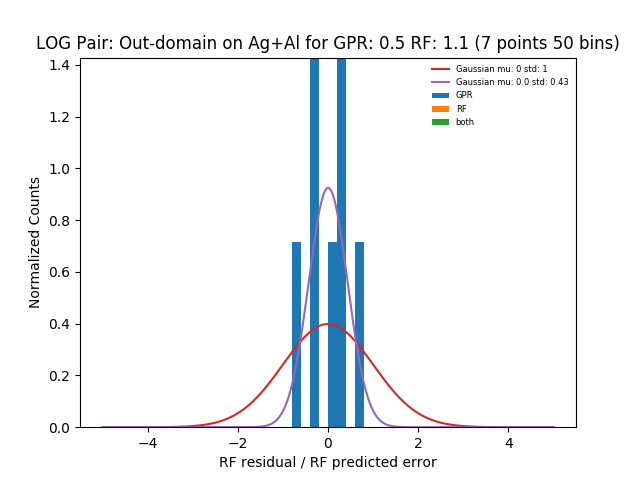 LOG Pair: Out-domain on Ag+Al for GPR: 0.5 RF: 1.1 (7 points 50 bins)
Gaussian mu: 0 std: 1
Gaussian mu: 0.0 std: 0.43
GPR
RF
both
Normalized Counts
1.4
1.2
1.0
0.8
0.6
0.4
0.2
0.0
−4 −2 0 2 4
RF residual / RF predicted error